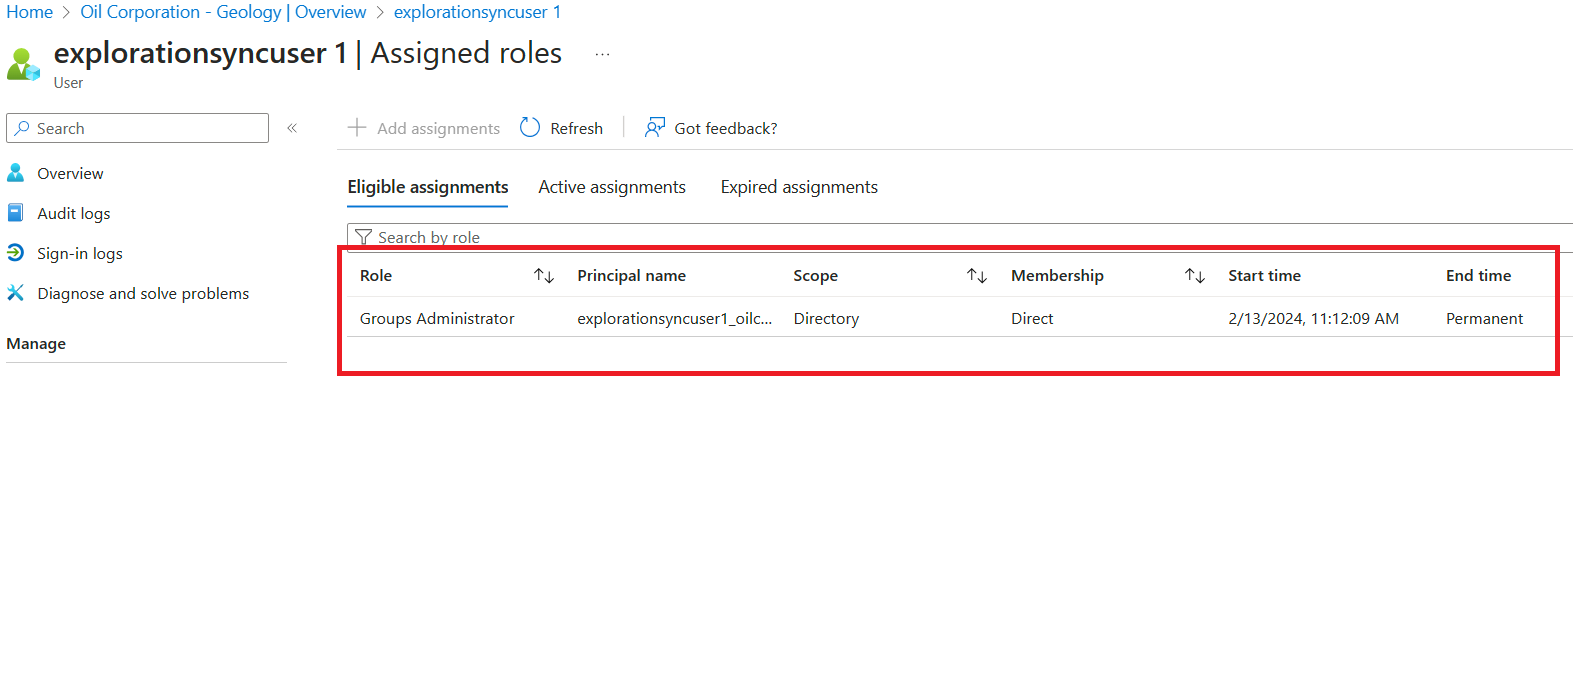 Home > Oil Corporation - Geology | Overview > explorationsyncuser 1
explorationsyncuser 1 | Assigned roles ...
User
Search «
Add assignments Refresh Got feedback?
Overview
Audit logs
Sign-in logs
Diagnose and solve problems
Manage
Eligible assignments Active assignments Expired assignments
Search by role
Role Principal name Scope Membership Start time End time
Groups Administrator explorationsyncuser1_oilc... Directory Direct 2/13/2024, 11:12:09 AM Permanent